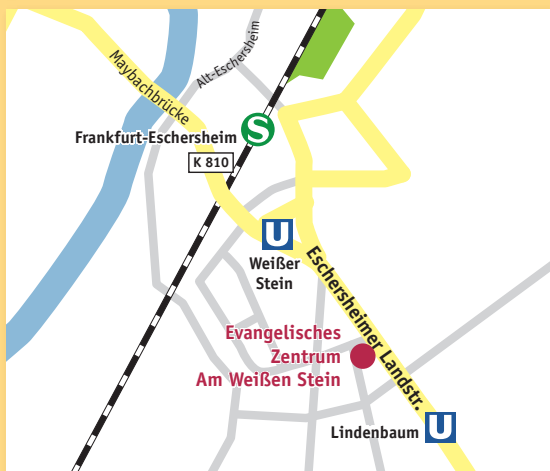 Alt-Eschersheim
Maybachbrücke
Frankfurt-Eschersheim
S
K 810
U
Weißer
Stein
Eschersheimer Landstr.
Evangelisches
Zentrum
Am Weißen Stein
Lindenbaum
U